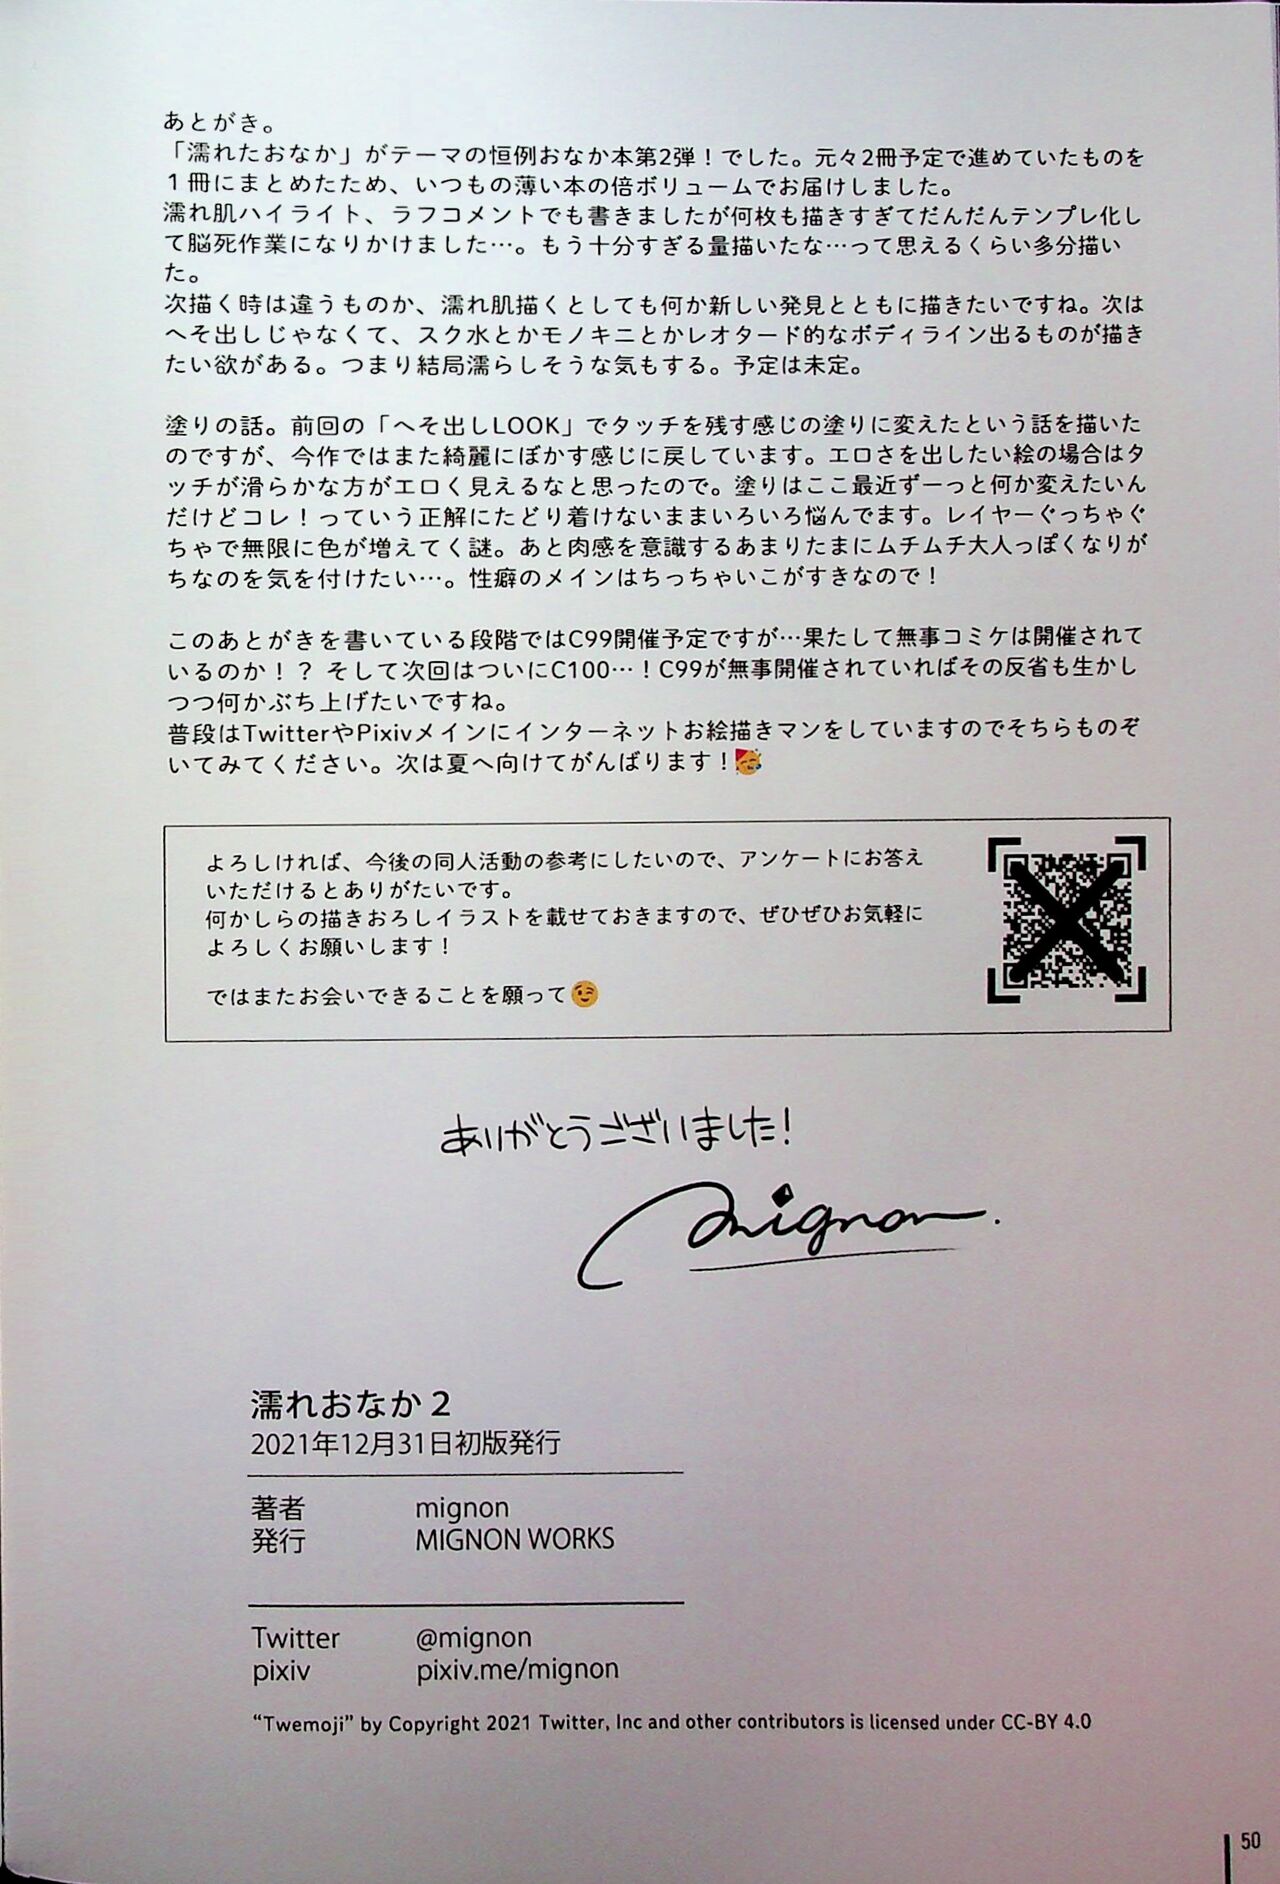 あとがき。
「濡れたおなか」がテーマの恒例おなか本第2弾！でした。元々2冊予定で進めていたものを
１冊にまとめたため、いつもの薄い本の倍ボリュームでお届けしました。
濡れ肌ハイライト、ラフコメントでも書きましたが何枚も描きすぎてだんだんテンプレ化し
て脳死作業になりかけました…。もう十分すぎる量描いたな…って思えるくらい多分描い
た。
次描く時は違うものか、濡れ肌描くとしても何か新しい発見とともに描きたいですね。次は
へそ出しじゃなくて、スク水とかモノキニとかレオタード的なボディライン出るものが描き
たい欲がある。つまり結局濡らしそうな気もする。予定は未定。
塗りの話。前回の「へそ出しLOOK」でタッチを残す感じの塗りに変えたという話を描いた
のですが、今作ではまた綺麗にぼかす感じに戻しています。エロさを出したい絵の場合はタ
ッチが滑らかな方がエロく見えるなと思ったので。塗りはここ最近ずーっと何か変えたいん
だけどコレ！っていう正解にたどり着けないままいろいろ悩んでます。レイヤーぐっちゃぐ
ちゃで無限に色が増えてく謎。あと肉感を意識するあまりたまにムチムチ大人っぽくなりが
ちなのを気を付けたい…。性癖のメインはちっちゃいこがすきなので！
このあとがきを書いている段階ではC99開催予定ですが…果たして無事コミケは開催されて
いるのか！？ そして次回はついにC100…！C99が無事開催されていればその反省も生かし
つつ何かぶち上げたいですね。
普段はTwitterやPixivメインにインターネットお絵描きマンをしていますのでそちらものぞ
いてみてください。次は夏へ向けてがんばります！🥳
よろしければ、今後の同人活動の参考にしたいので、アンケートにお答え
いただけるとありがたいです。
何かしらの描きおろしイラストを載せておきますので、ぜひぜひお気軽に
よろしくお願いします！
ではまたお会いできることを願って😉
ありがとうございました！
mignon.
濡れおなか２
2021年12月31日初版発行
著者 mignon
発行 MIGNON WORKS
Twitter @mignon
pixiv pixiv.me/mignon
“Twemoji” by Copyright 2021 Twitter, Inc and other contributors is licensed under CC-BY 4.0
50